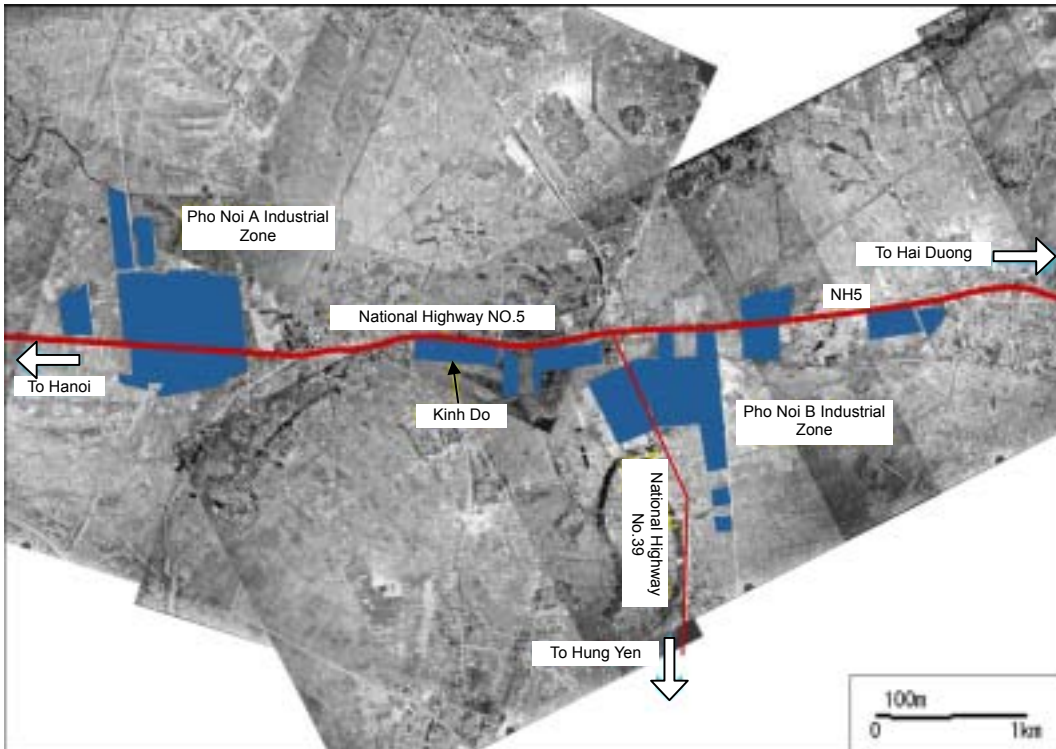 Pho Noi A Industrial
Zone
To Hai Duong
NH5
National Highway NO.5
To Hanoi
Kinh Do
Pho Noi B Industrial
Zone
National Highway
No.39
To Hung Yen
100m
0
1km